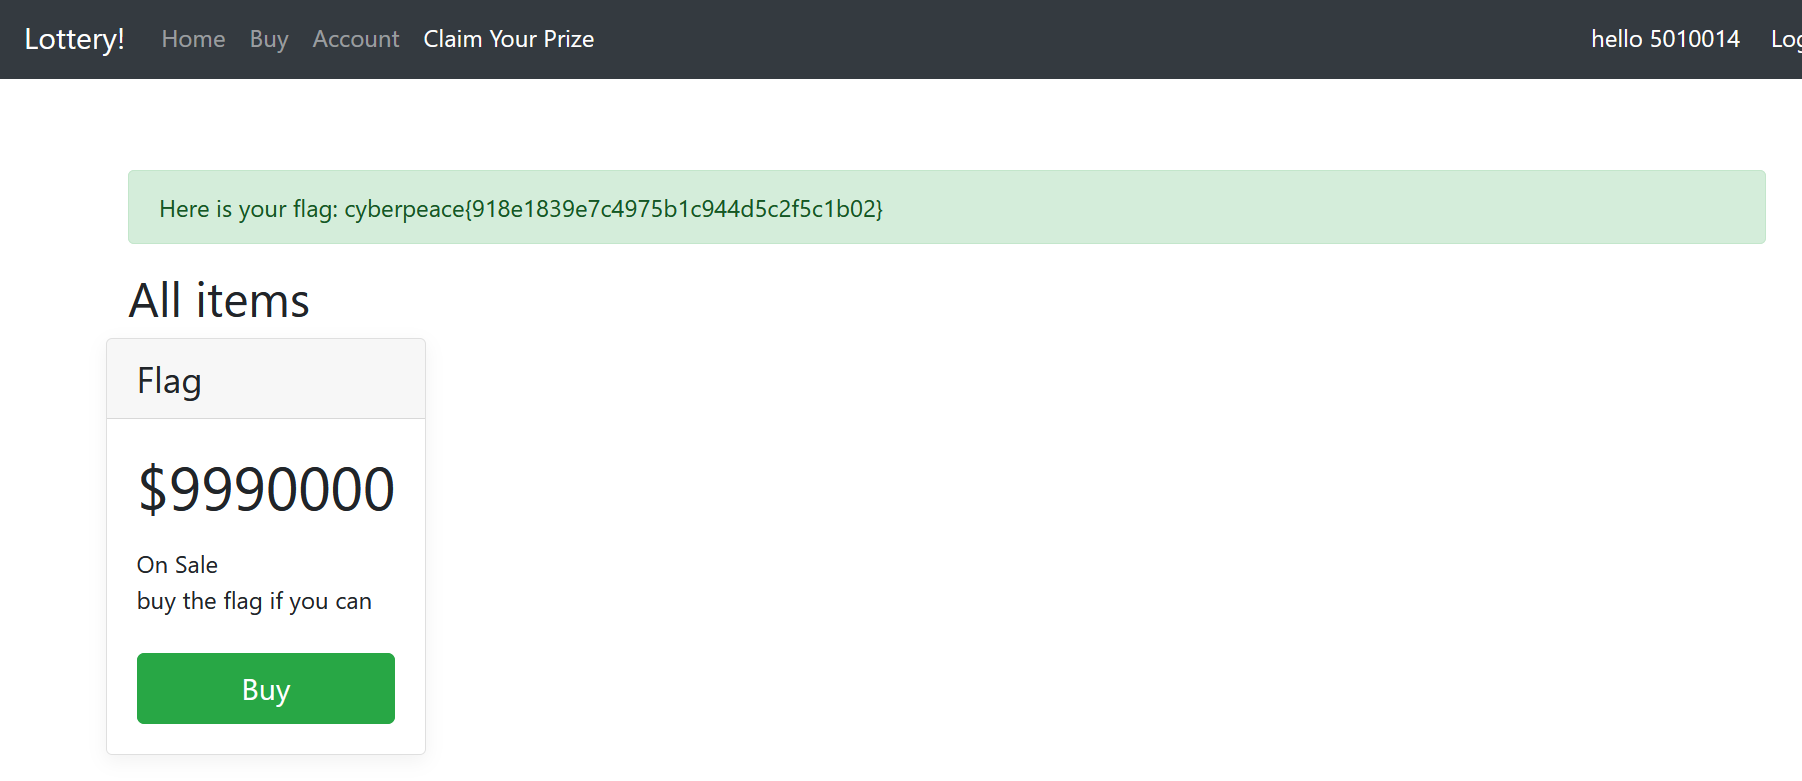 Lottery! Home Buy Account Claim Your Prize hello 5010014
Here is your flag: cyberpeace{918e1839e7c4975b1c944d5c2f5c1b02}
All items
Flag
$9990000
On Sale
buy the flag if you can
Buy